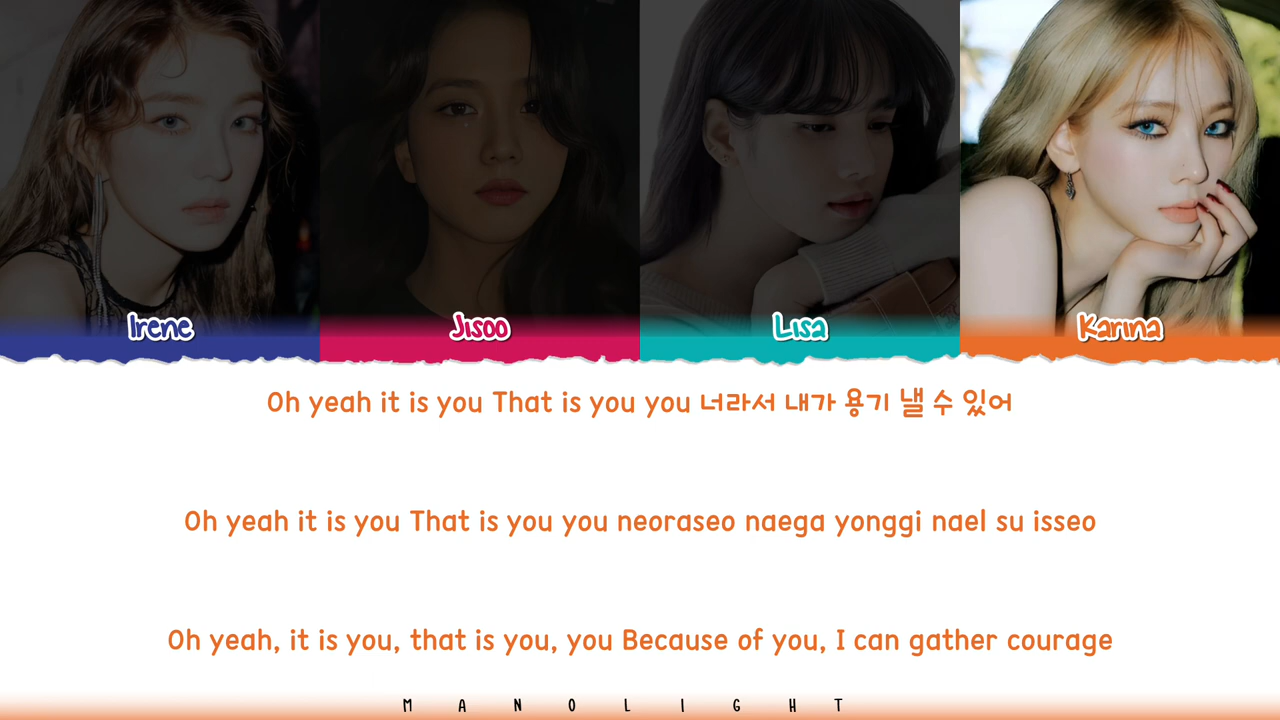 Irene
Jisoo
Lisa
Karina
Oh yeah it is you That is you you 너라서 내가 용기 낼 수 있어
Oh yeah it is you That is you you neoraseo naega yonggi nael su isseo
Oh yeah, it is you, that is you, you Because of you, I can gather courage
MANOLIGHT